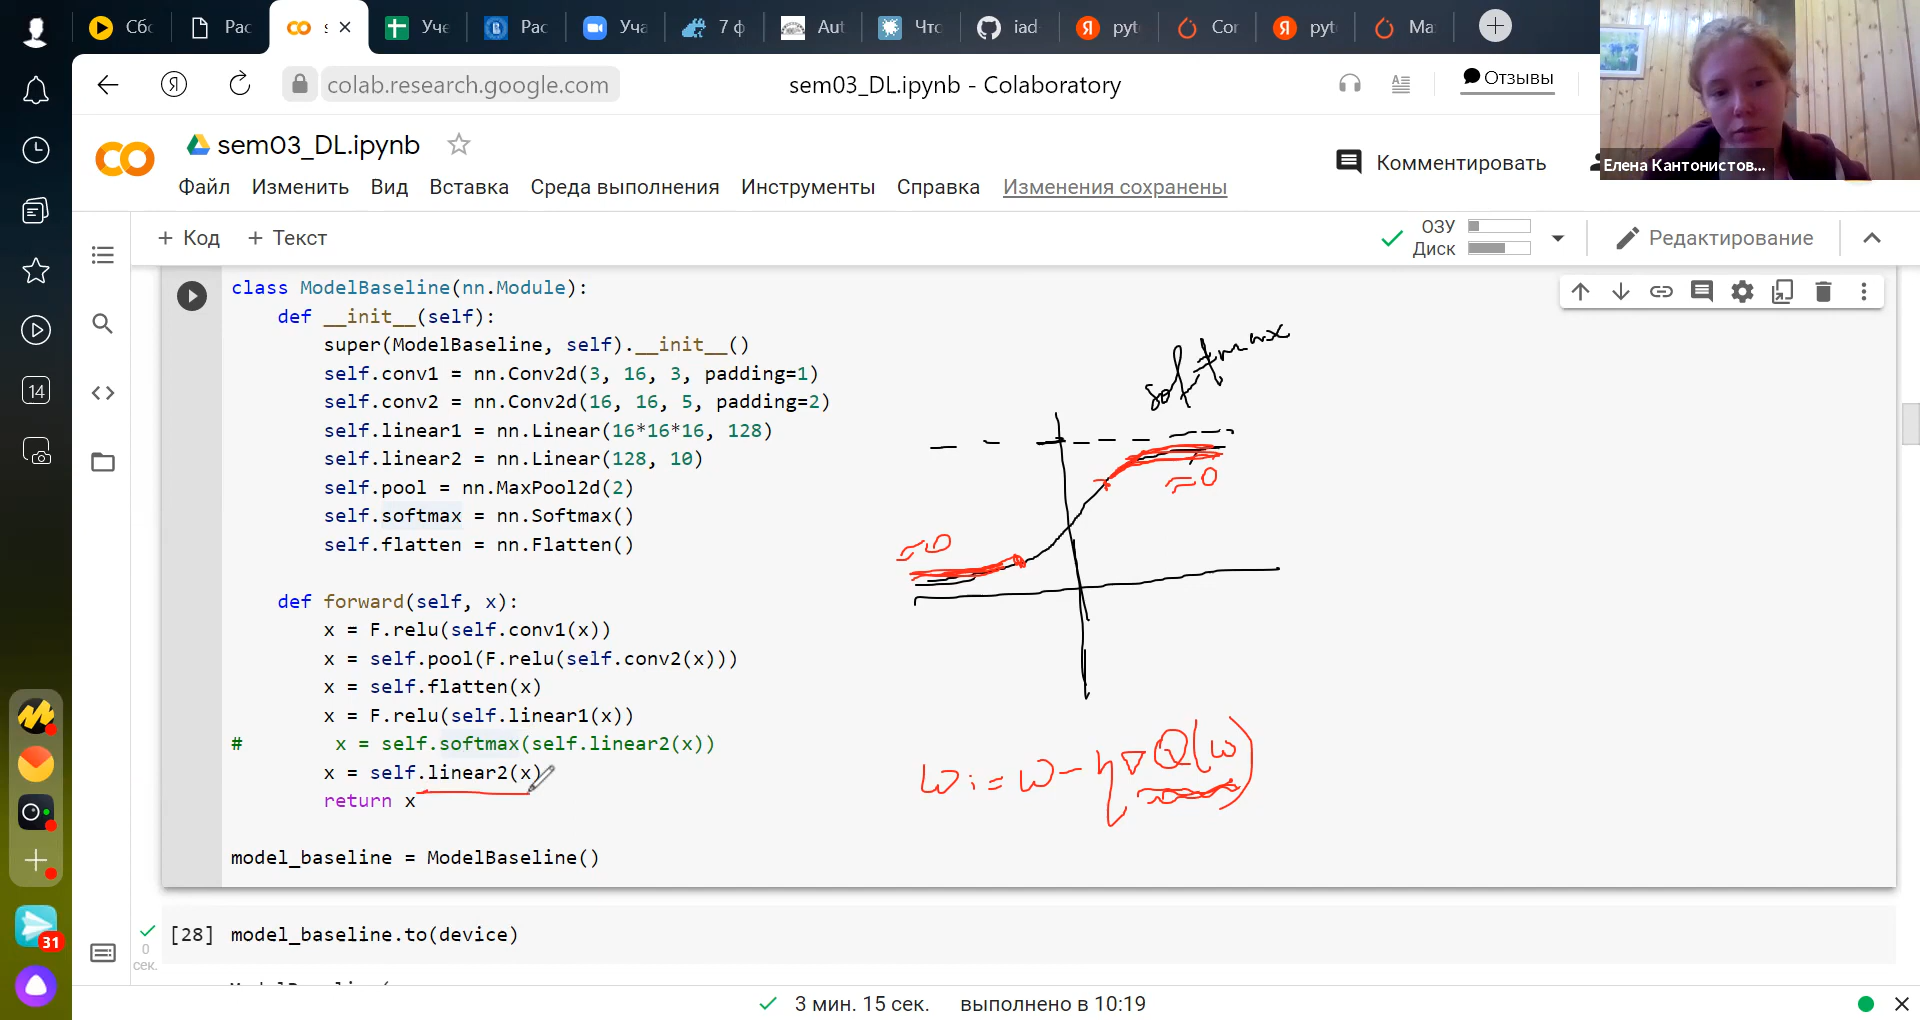 Сбо
Рас
s
Уче
Рас
Уча
7 ф
Aut
Что
iad
pyt
Cor
pyt
Ma
colab.research.google.com
sem03_DL.ipynb - Colaboratory
Отзывы
Елена Кантонистов...
sem03_DL.ipynb
Комментировать
Файл Изменить Вид Вставка Среда выполнения Инструменты Справка Изменения сохранены
+ Код + Текст
ОЗУ
Диск
Редактирование
class ModelBaseline(nn.Module):
def __init__(self):
super(ModelBaseline, self).__init__()
self.conv1 = nn.Conv2d(3, 16, 3, padding=1)
self.conv2 = nn.Conv2d(16, 16, 5, padding=2)
self.linear1 = nn.Linear(16*16*16, 128)
self.linear2 = nn.Linear(128, 10)
self.pool = nn.MaxPool2d(2)
self.softmax = nn.Softmax()
self.flatten = nn.Flatten()
def forward(self, x):
x = F.relu(self.conv1(x))
x = self.pool(F.relu(self.conv2(x)))
x = self.flatten(x)
x = F.relu(self.linear1(x))
# x = self.softmax(self.linear2(x))
x = self.linear2(x)
return x
model_baseline = ModelBaseline()
softmax
≈0
≈0
w i = w - η ∇ Q(w)
[28] model_baseline.to(device)
0
сек.
14
31
3 мин. 15 сек. выполнено в 10:19